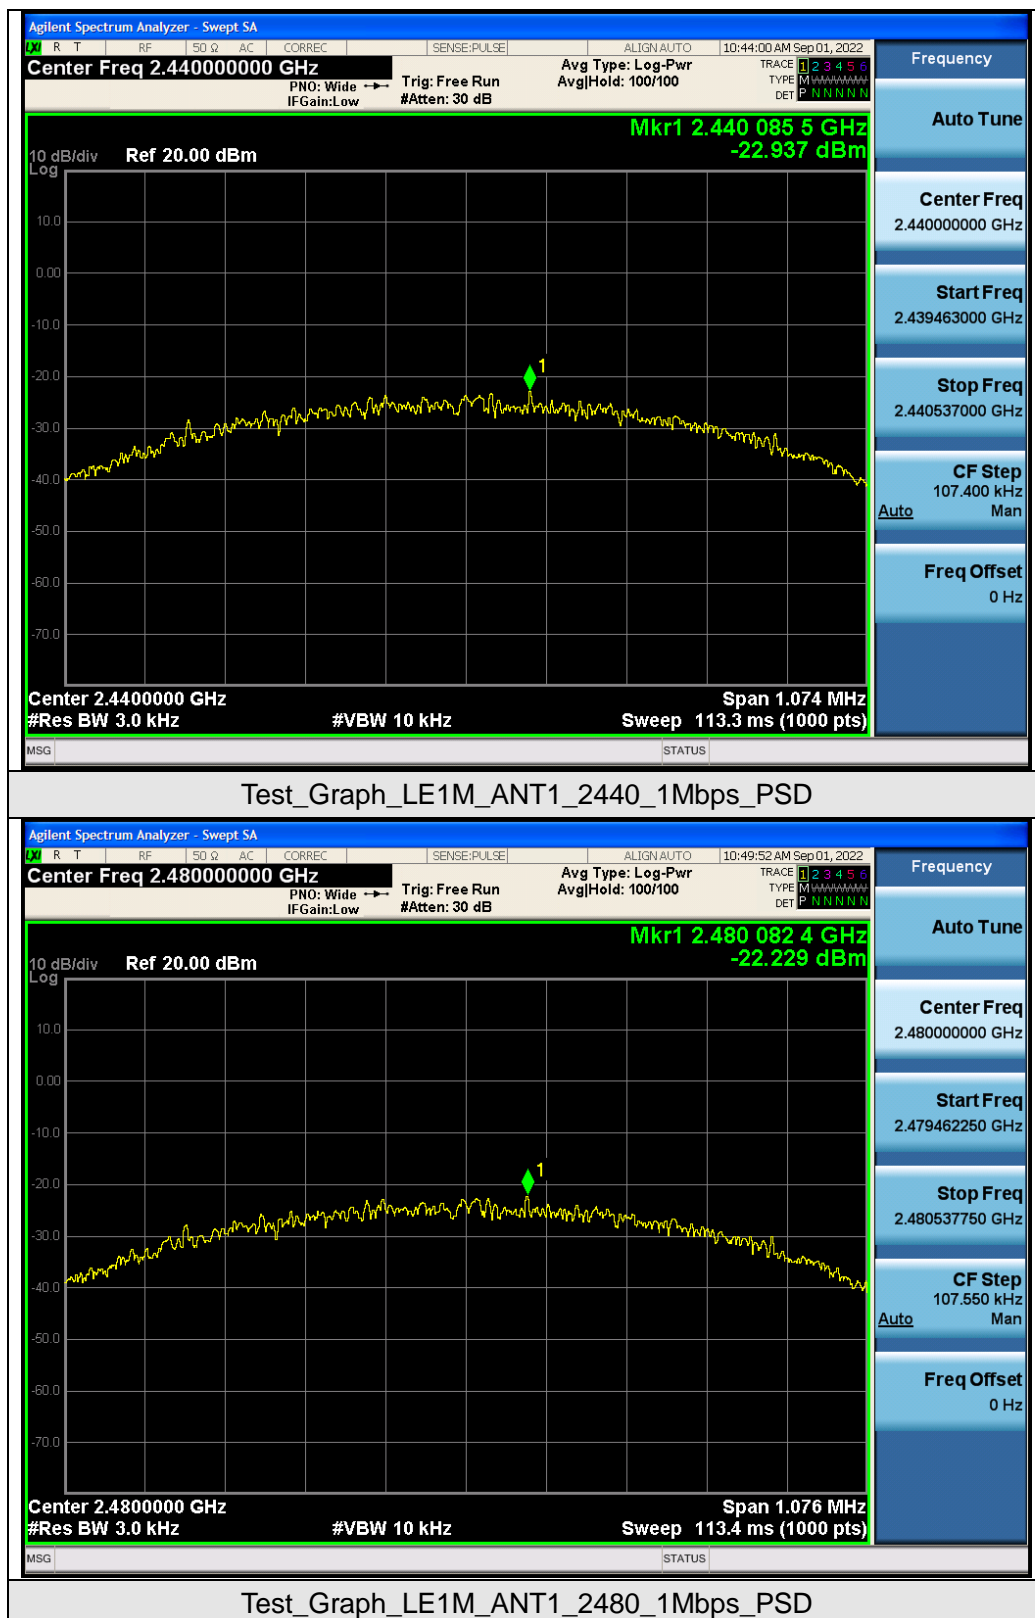 Agilent Spectrum Analyzer - Swept SA
LXI R T RF 50 Ω AC CORREC SENSE:PULSE ALIGN AUTO 10:44:00 AM Sep 01, 2022
Center Freq 2.440000000 GHz
PNO: Wide
IFGain:Low
Trig: Free Run
#Atten: 30 dB
Avg Type: Log-Pwr
Avg|Hold: 100/100
TRACE 1 2 3 4 5 6
TYPE M WWWWW
DET P N N N N N
Frequency
Auto Tune
Center Freq
2.440000000 GHz
Start Freq
2.439463000 GHz
Stop Freq
2.440537000 GHz
CF Step
107.400 kHz
Auto Man
Freq Offset
0 Hz
Mkr1 2.440 085 5 GHz
-22.937 dBm
10 dB/div Ref 20.00 dBm
Log
10.0
0.00
1
-10.0
-20.0
-30.0
-40.0
-50.0
-60.0
-70.0
Center 2.4400000 GHz Span 1.074 MHz
#Res BW 3.0 kHz #VBW 10 kHz Sweep 113.3 ms (1000 pts)
MSG STATUS
Test_Graph_LE1M_ANT1_2440_1Mbps_PSD
Agilent Spectrum Analyzer - Swept SA
LXI R T RF 50 Ω AC CORREC SENSE:PULSE ALIGN AUTO 10:49:52 AM Sep 01, 2022
Center Freq 2.480000000 GHz
PNO: Wide
IFGain:Low
Trig: Free Run
#Atten: 30 dB
Avg Type: Log-Pwr
Avg|Hold: 100/100
TRACE 1 2 3 4 5 6
TYPE M WWWWW
DET P N N N N N
Frequency
Auto Tune
Center Freq
2.480000000 GHz
Start Freq
2.479462250 GHz
Stop Freq
2.480537750 GHz
CF Step
107.550 kHz
Auto Man
Freq Offset
0 Hz
Mkr1 2.480 082 4 GHz
-22.229 dBm
10 dB/div Ref 20.00 dBm
Log
10.0
0.00
-10.0
1
-20.0
-30.0
-40.0
-50.0
-60.0
-70.0
Center 2.4800000 GHz Span 1.076 MHz
#Res BW 3.0 kHz #VBW 10 kHz Sweep 113.4 ms (1000 pts)
MSG STATUS
Test_Graph_LE1M_ANT1_2480_1Mbps_PSD